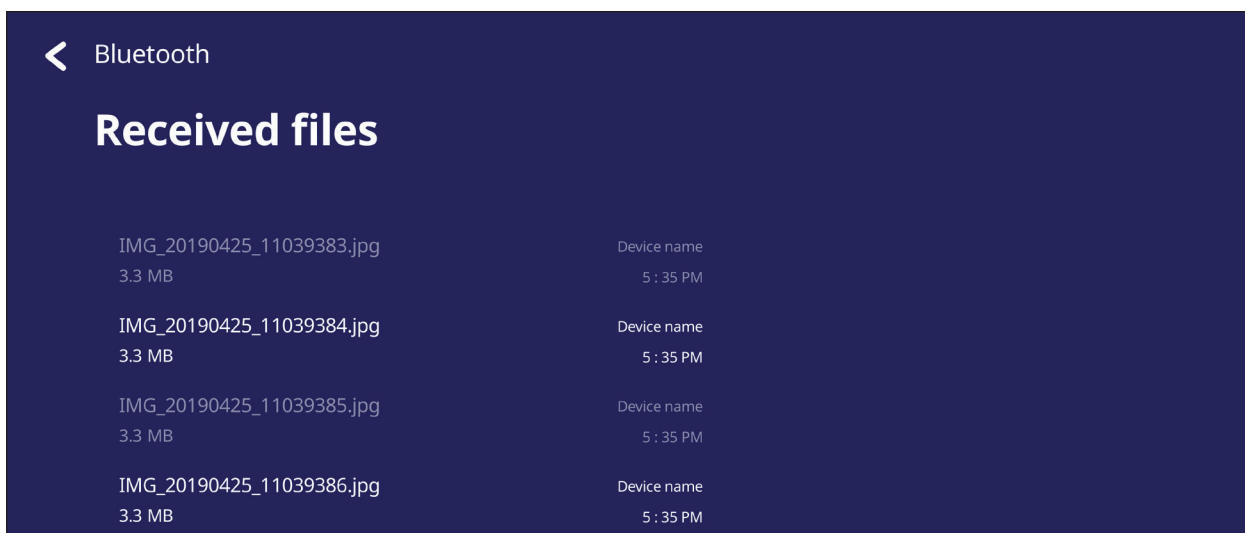 Bluetooth
Received files
IMG_20190425_11039383.jpg Device name
3.3 MB 5 : 35 PM
IMG_20190425_11039384.jpg Device name
3.3 MB 5 : 35 PM
IMG_20190425_11039385.jpg Device name
3.3 MB 5 : 35 PM
IMG_20190425_11039386.jpg Device name
3.3 MB 5 : 35 PM